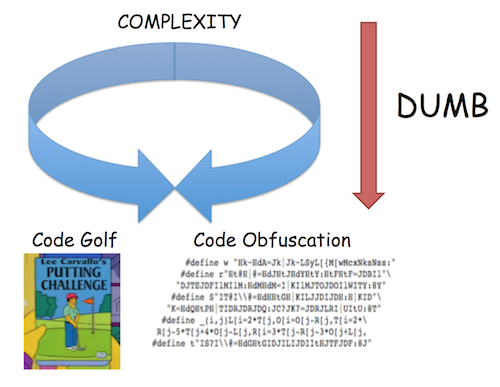 COMPLEXITY
DUMB
Code Golf
Code Obfuscation
Lee Carvallo's
PUTTING
CHALLENGE
#define w "Hk~HdA=Jk|Jk~LSyL[{M[wMcxNksNss:"
#define r"Ht@H|@=HdJHtJHdYHtY:HtFHtF=JDBIl"\
"DJTEJDFIlMIlM:HdMHdM=I|KIlMJTOJDOIlWITY:8Y"
#define S"IT@I\\@=HdHHtGH|KILJJDIJDH:H|KID"\
"K=HdQHtPH|TIDRJDRJDQ:JC?JK?=JDRJLRI|UItU:8T"
#define _(i,j)L[i=2*T[j,O[i=O[j-R[j,T[i=2*\
R[j-5*T[j+4*O[j-L[j,R[i=3*T[j-R[j-3*O[j+L[j,
#define t"IS?I\\@=HdGHtGIDJILIJDIItHJTFJDF:8J"